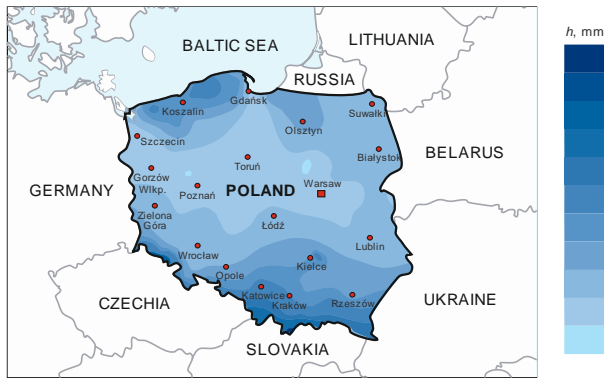 h, mm
BALTIC SEA
LITHUANIA
RUSSIA
Gdańsk
Koszalin
Suwałki
Olsztyn
Szczecin
Białystok
BELARUS
Toruń
Gorzów
Wlkp.
GERMANY
Poznań
POLAND
Warsaw
Zielona
Góra
Łódź
Wrocław
Lublin
Kielce
Opole
Katowice
Kraków
Rzeszów
CZECHIA
UKRAINE
SLOVAKIA